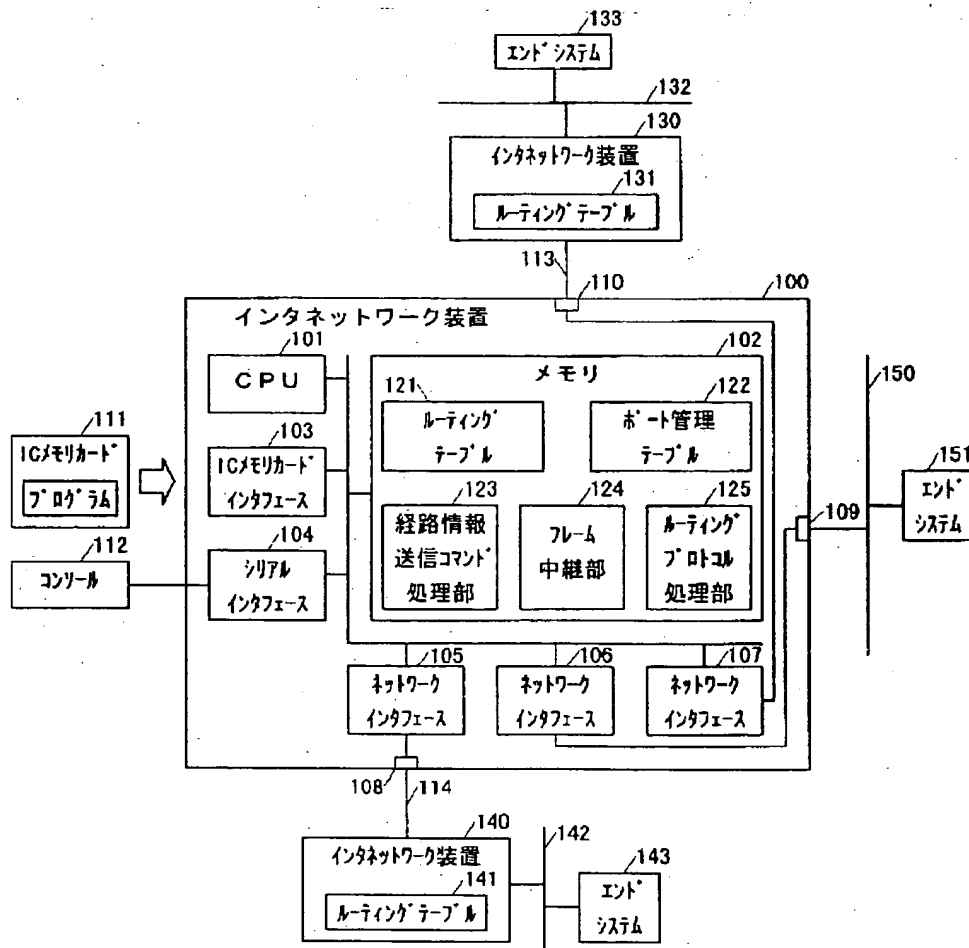 133
エンドシステム
132
130
インタネットワーク装置
131
ルーティングテーブル
113
110
100
インタネットワーク装置
101
CPU
102
メモリ
121
ルーティング
テーブル
122
ポート管理
テーブル
150
111
ICメモリカード
プログラム
103
ICメモリカード
インタフェース
123
経路情報
送信コマンド
処理部
124
フレーム
中継部
125
ルーティング
プロトコル
処理部
109
151
エンド
システム
112
コンソール
104
シリアル
インタフェース
105
ネットワーク
インタフェース
106
ネットワーク
インタフェース
107
ネットワーク
インタフェース
108
114
140
インタネットワーク装置
141
ルーティングテーブル
142
143
エンド
システム